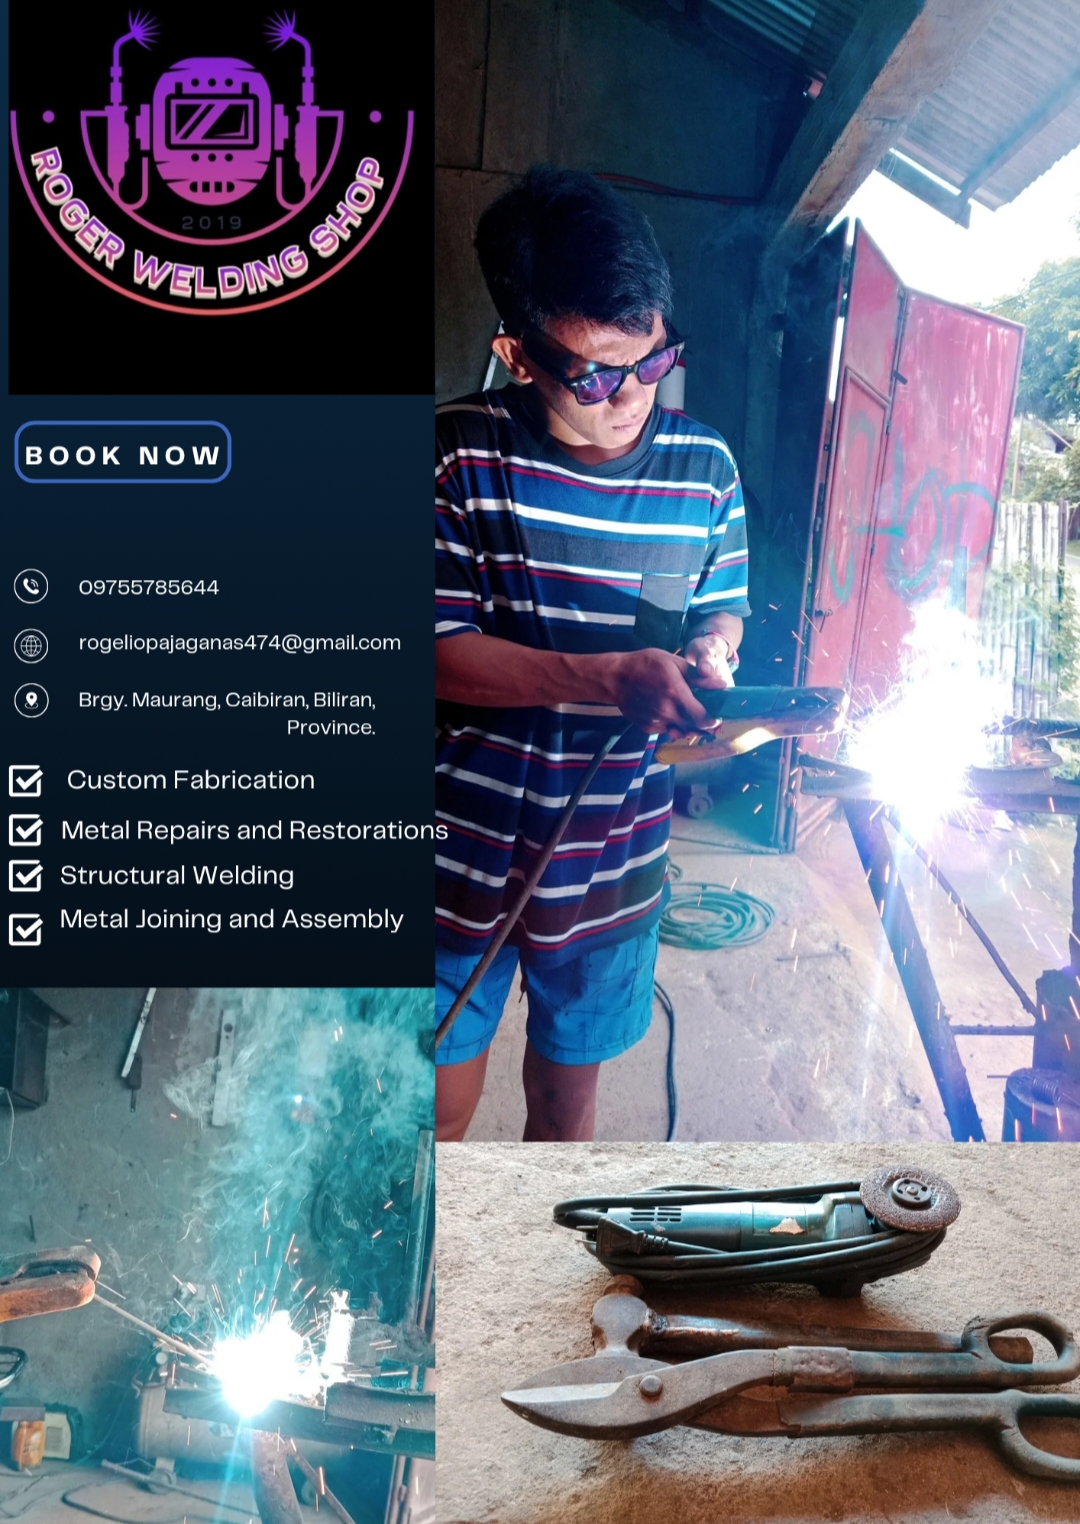 2019
ROGER WELDING SHOP
BOOK NOW
09755785644
rogeliopajaganas474@gmail.com
Brgy. Maurang, Caibiran, Biliran,
Province.
Custom Fabrication
Metal Repairs and Restorations
Structural Welding
Metal Joining and Assembly